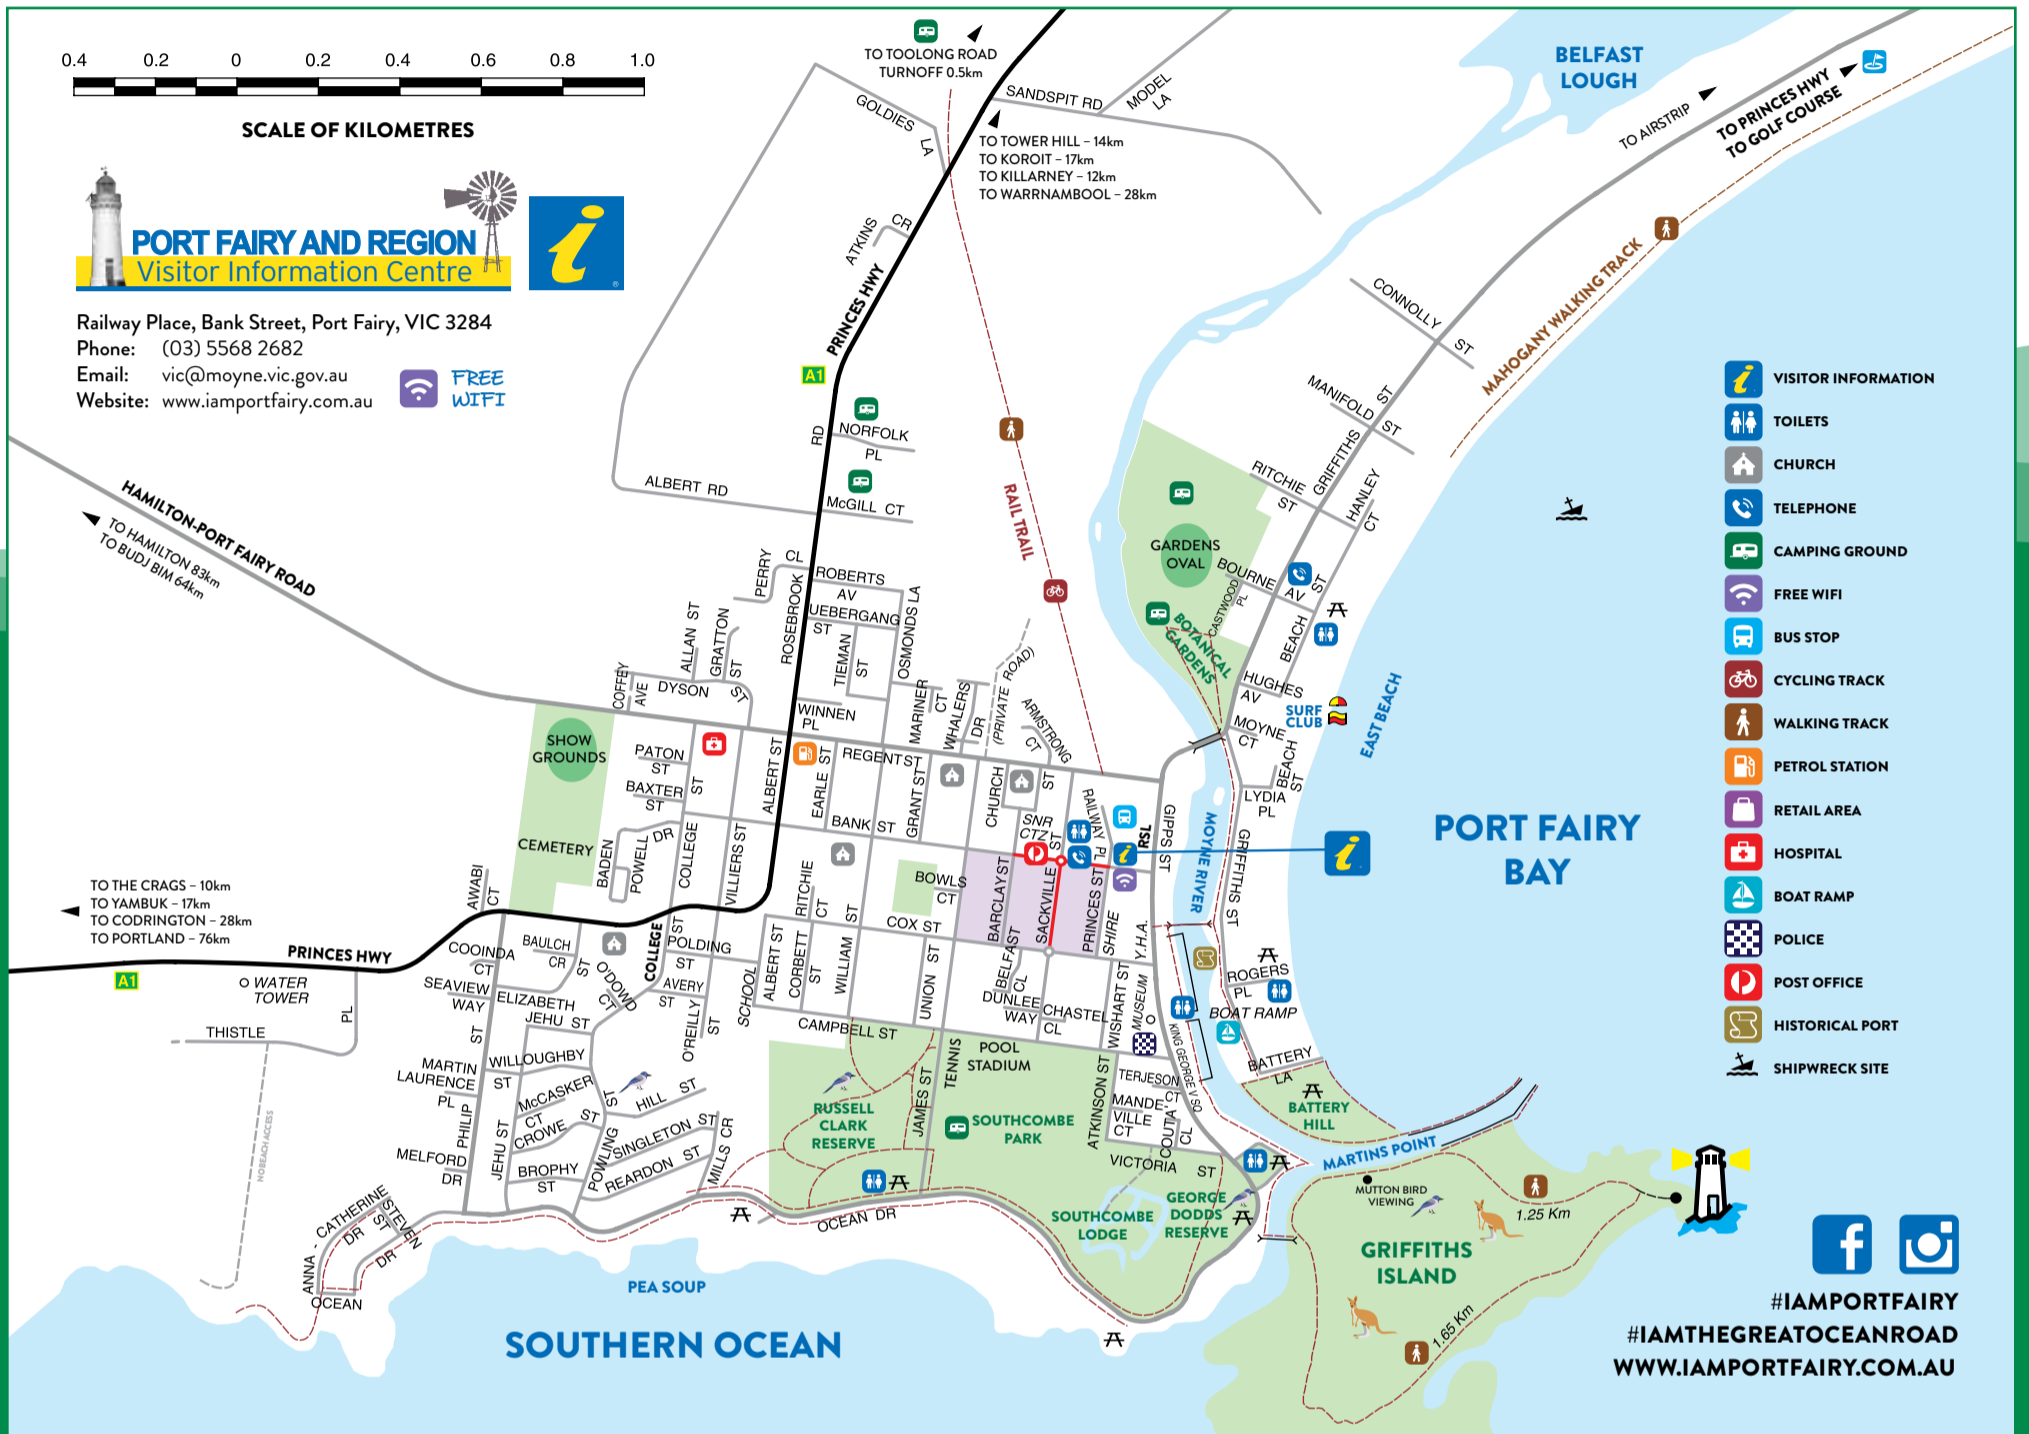 0.4 0.2 0 0.2 0.4 0.6 0.8 1.0
SCALE OF KILOMETRES
PORT FAIRY AND REGION
Visitor Information Centre
i
Railway Place, Bank Street, Port Fairy, VIC 3284
Phone: (03) 5568 2682
Email: vic@moyne.vic.gov.au
Website: www.iamportfairy.com.au
FREE
WIFI
TO TOOLONG ROAD
TURNOFF 0.5km
SANDSPIT RD
MODEL
LA
GOLDIES
LA
TO TOWER HILL – 14km
TO KOROIT – 17km
TO KILLARNEY – 12km
TO WARRNAMBOOL – 28km
BELFAST
LOUGH
TO AIRSTRIP
TO PRINCES HWY
TO GOLF COURSE
ATKINS
CR
PRINCES HWY
A1
MAHOGANY WALKING TRACK
CONNOLLY
ST
MANIFOLD
ST
GRIFFITHS
ST
RITCHIE
ST
HANLEY
CT
RD
NORFOLK
PL
ALBERT RD
McGILL CT
RAIL TRAIL
HAMILTON-PORT FAIRY ROAD
TO HAMILTON 83km
TO BUDJ BIM 64km
GARDENS
OVAL
BOURNE
AV
CASTWOOD
PL
BOTANICAL
GARDENS
BEACH
ST
HUGHES
AV
SURF
CLUB
MOYNE
CT
BEACH
ST
LYDIA
PL
EAST BEACH
PORT FAIRY
BAY
PERRY
CL
ROBERTS
AV
UEBERGANG
ST
ROSEBROOK
TIEMAN
ST
OSMONDS LA
ALLAN ST
GRATTON
ST
COFFEY
AVE
DYSON
ST
WINNEN
PL
MARINER
CT
WHALERS
DR
(PRIVATE ROAD)
ARMSTRONG
CT
SHOW
GROUNDS
PATON
ST
BAXTER
ST
ST
ALBERT ST
EARLE ST
REGENT ST
GRANT ST
CHURCH
ST
RAILWAY
PL
SNR
CTZ
BANK ST
RSL
GIPPS ST
MOYNE RIVER
GRIFFITHS ST
i
CEMETERY
BADEN
POWELL
DR
COLLEGE
VILLIERS ST
RITCHIE
CT
BOWLS
CT
BARCLAY ST
SACKVILLE
ST
PRINCES ST
SHIRE
Y.H.A.
AWABI
CT
TO THE CRAGS – 10km
TO YAMBUK – 17km
TO CODRINGTON – 28km
TO PORTLAND – 76km
PRINCES HWY
A1
WATER
TOWER
THISTLE
PL
NO BEACH ACCESS
COOINDA
CT
BAULCH
CR
ST
SEAVIEW
WAY
ELIZABETH
O'DOWD
CT
COLLEGE
ST
POLDING
ST
AVERY
ST
O'REILLY
ST
SCHOOL
ALBERT ST
CORBETT
ST
WILLIAM
ST
COX ST
UNION ST
BELFAST
CL
DUNLEE
WAY
CHASTEL
CL
WISHART ST
MUSEUM
KING GEORGE V SQ
ROGERS
PL
BOAT RAMP
BATTERY
LA
BATTERY
HILL
MARTINS POINT
JEHU ST
WILLOUGHBY
ST
MARTIN
LAURENCE
PL
PHILIP
ST
McCASKER
CT
CROWE
ST
HILL ST
JEHU ST
BROPHY
ST
POWLING
ST
SINGLETON ST
REARDON ST
MILLS CR
MELFORD
DR
ANNA - CATHERINE
DR
STEVEN
ST
DR
OCEAN
CAMPBELL ST
JAMES ST
TENNIS
POOL
STADIUM
RUSSELL
CLARK
RESERVE
SOUTHCOMBE
PARK
ATKINSON ST
TERJESON
CT
MANDE
VILLE
CT
COUTA'
CL
VICTORIA ST
SOUTHCOMBE
LODGE
GEORGE
DODDS
RESERVE
OCEAN DR
PEA SOUP
SOUTHERN OCEAN
MUTTON BIRD
VIEWING
1.25 Km
GRIFFITHS
ISLAND
1.65 Km
i VISITOR INFORMATION
TOILETS
CHURCH
TELEPHONE
CAMPING GROUND
FREE WIFI
BUS STOP
CYCLING TRACK
WALKING TRACK
PETROL STATION
RETAIL AREA
HOSPITAL
BOAT RAMP
POLICE
POST OFFICE
HISTORICAL PORT
SHIPWRECK SITE
#IAMPORTFAIRY
#IAMTHEGREATOCEANROAD
WWW.IAMPORTFAIRY.COM.AU